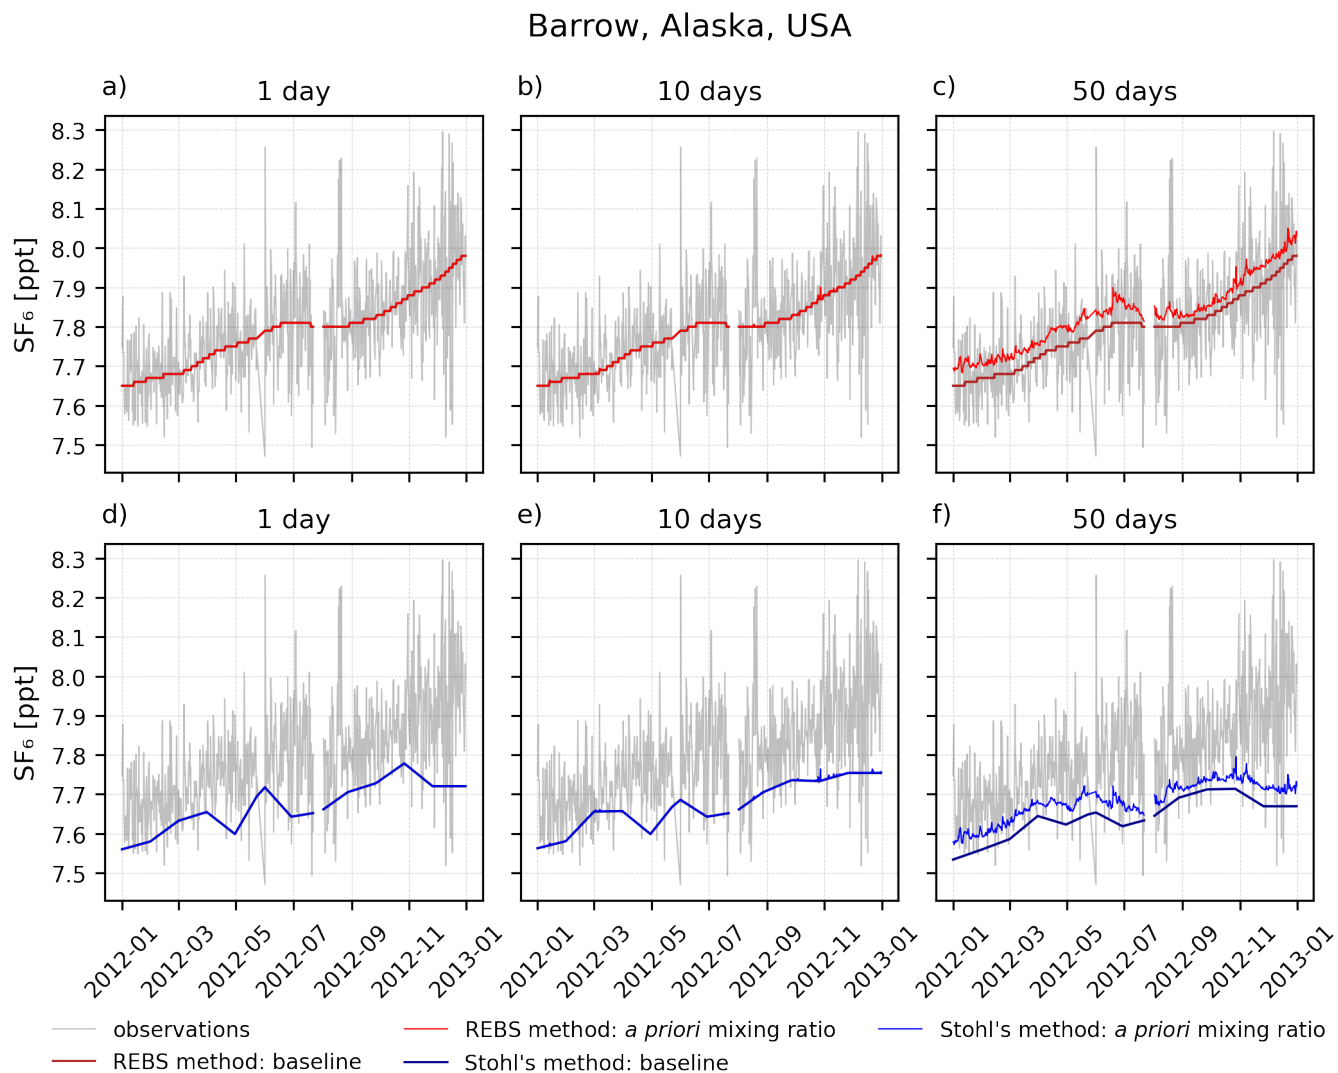 Barrow, Alaska, USA
a) 1 day b) 10 days c) 50 days
SF₆ [ppt]
8.3
8.2
8.1
8.0
7.9
7.8
7.7
7.6
7.5
d) 1 day e) 10 days f) 50 days
SF₆ [ppt]
8.3
8.2
8.1
8.0
7.9
7.8
7.7
7.6
7.5
2012-01 2012-03 2012-05 2012-07 2012-09 2012-11 2013-01 2012-01 2012-03 2012-05 2012-07 2012-09 2012-11 2013-01 2012-01 2012-03 2012-05 2012-07 2012-09 2012-11 2013-01
observations REBS method: a priori mixing ratio Stohl's method: a priori mixing ratio
REBS method: baseline Stohl's method: baseline